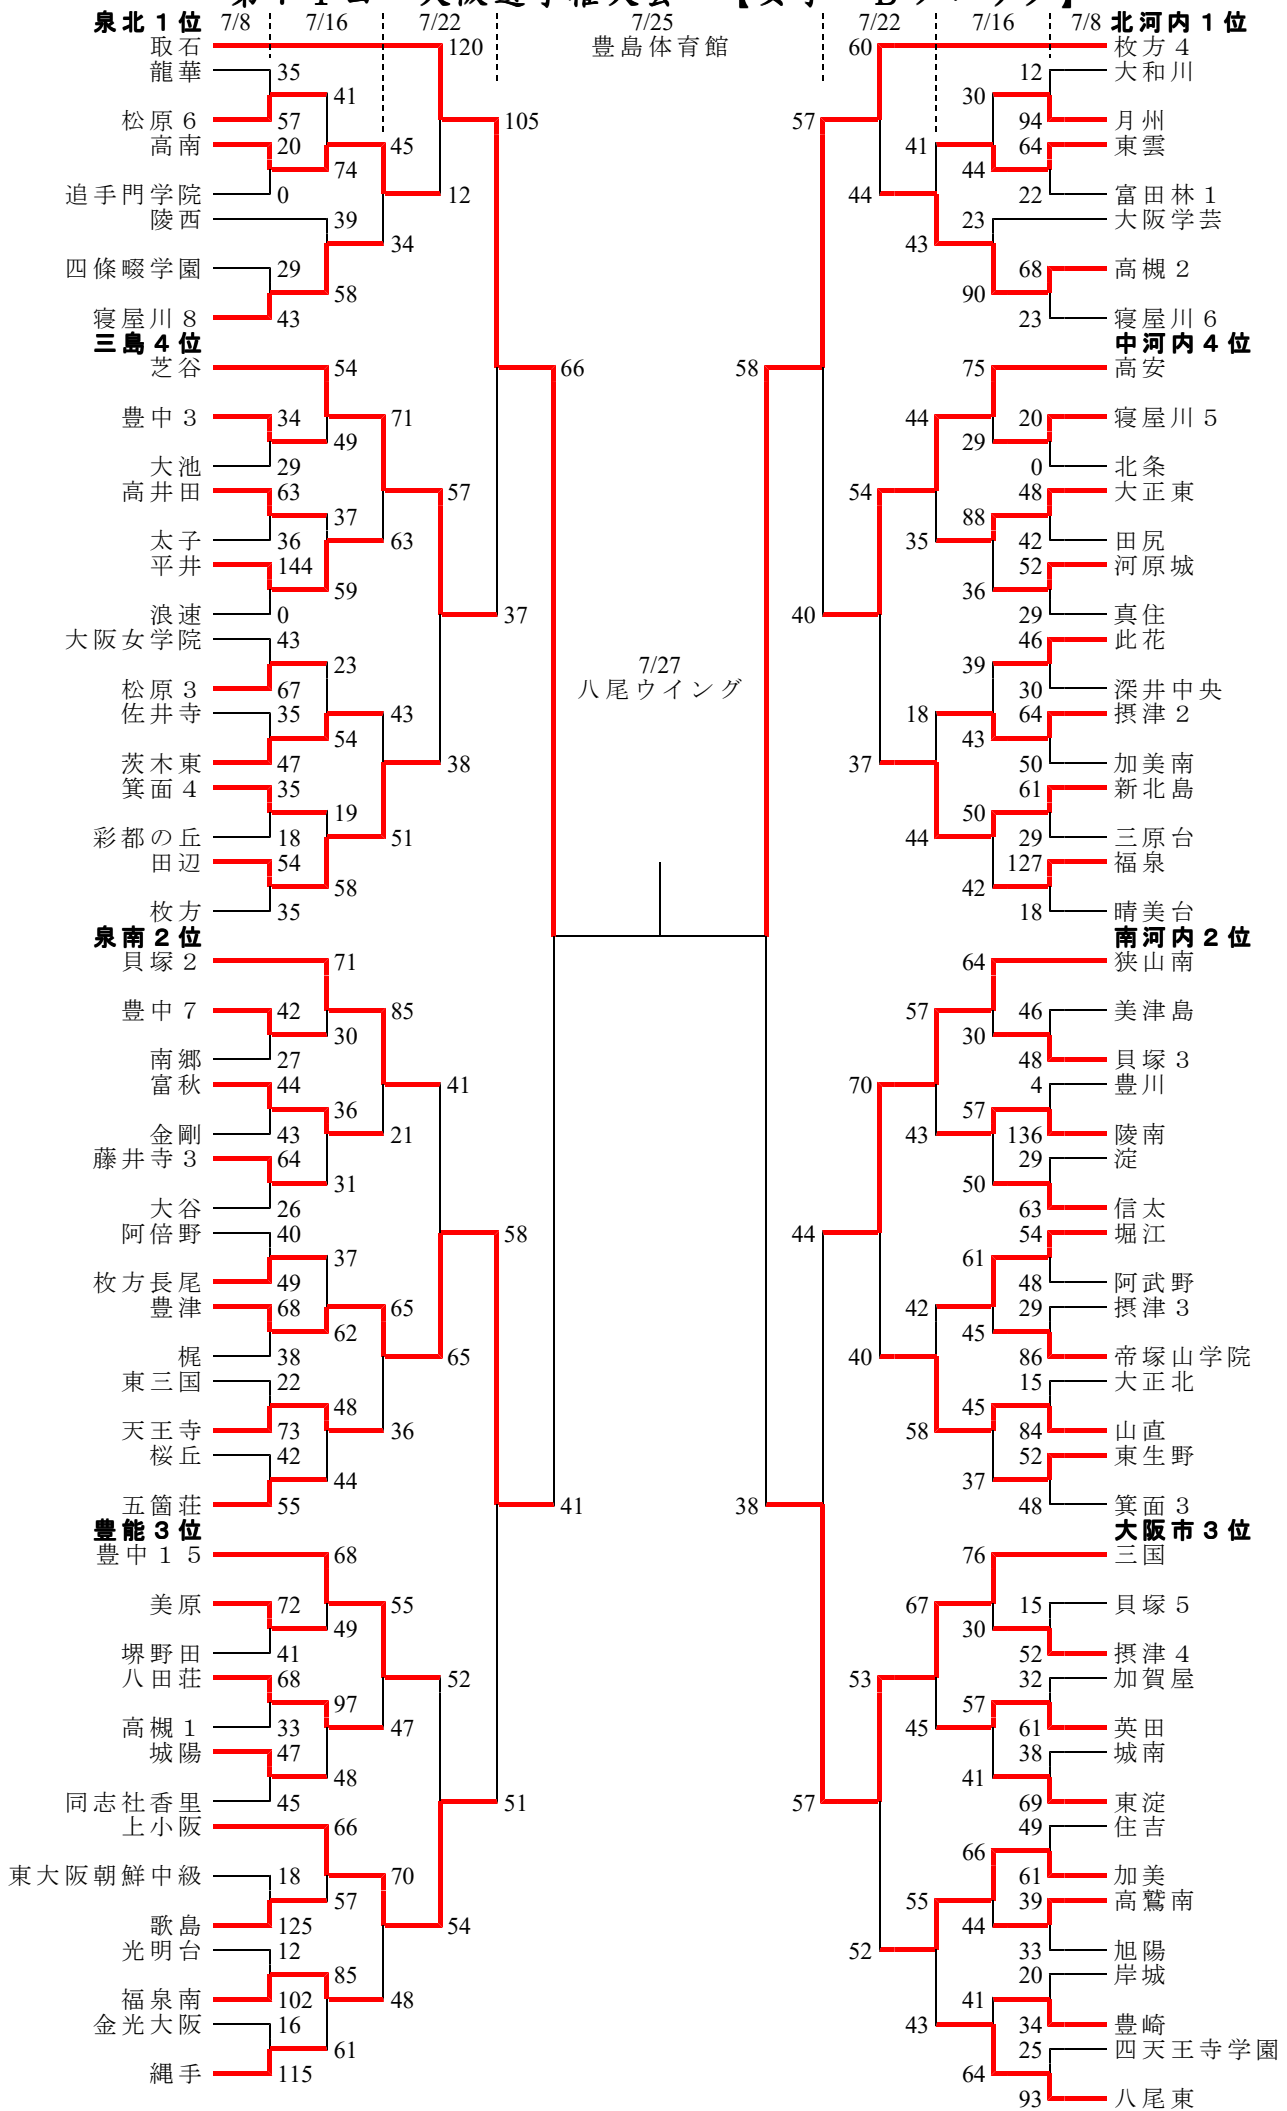 泉北１位 7/8 7/16 7/22 7/25 7/22 7/16 7/8 北河内１位
取石 120 豊島体育館 60 枚方４
龍華 35 12 大和川
41 30
松原６ 57 105 57 94 月州
高南 20 45 41 64 東雲
74 44
追手門学院 0 12 44 22 富田林１
陵西 39 23 大阪学芸
34 43
四條畷学園 29 68 高槻２
58 90
寝屋川８ 43 23 寝屋川６
三島４位 中河内４位
芝谷 54 66 58 75 高安
豊中３ 34 71 44 20 寝屋川５
49 29
大池 29 0 北条
高井田 63 57 54 48 大正東
37 88
太子 36 63 35 42 田尻
平井 144 52 河原城
59 36
浪速 0 37 40 29 真住
大阪女学院 43 46 此花
23 7/27 39
松原３ 67 八尾ウイング 30 深井中央
佐井寺 35 43 18 64 摂津２
54 43
茨木東 47 38 37 50 加美南
箕面４ 35 61 新北島
19 50
彩都の丘 18 51 44 29 三原台
田辺 54 127 福泉
58 42
枚方 35 18 晴美台
泉南２位 南河内２位
貝塚２ 71 64 狭山南
豊中７ 42 85 57 46 美津島
30 30
南郷 27 48 貝塚３
富秋 44 41 70 4 豊川
36 57
金剛 43 21 43 136 陵南
藤井寺３ 64 29 淀
31 50
大谷 26 63 信太
阿倍野 40 58 44 54 堀江
37 61
枚方長尾 49 48 阿武野
豊津 68 65 42 29 摂津３
62 45
梶 38 65 40 86 帝塚山学院
東三国 22 15 大正北
48 45
天王寺 73 36 58 84 山直
桜丘 42 52 東生野
44 37
五箇荘 55 41 38 48 箕面３
豊能３位 大阪市３位
豊中１５ 68 76 三国
美原 72 55 67 15 貝塚５
49 30
堺野田 41 52 摂津４
八田荘 68 52 53 32 加賀屋
97 57
高槻１ 33 47 45 61 英田
城陽 47 38 城南
48 41
同志社香里 45 51 57 69 東淀
上小阪 66 49 住吉
66
東大阪朝鮮中級 18 70 61 加美
57 55 39 高鷲南
歌島 125 54 44
光明台 12 52 33 旭陽
85 20 岸城
福泉南 102 48 41
金光大阪 16 43 34 豊崎
61 25 四天王寺学園
縄手 115 64
93 八尾東